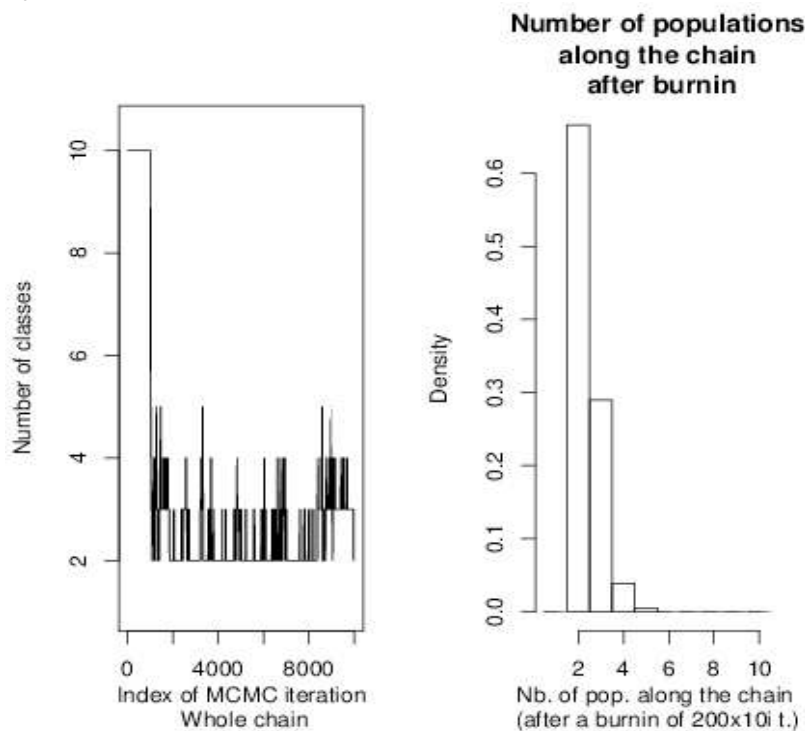 Number of classes
10
8
6
4
2
0
4000
8000
Index of MCMC iteration
Whole chain
Number of populations
along the chain
after burnin
Density
0.6
0.5
0.4
0.3
0.2
0.1
0.0
2
4
6
8
10
Nb. of pop. along the chain
(after a burnin of 200x10i t.)